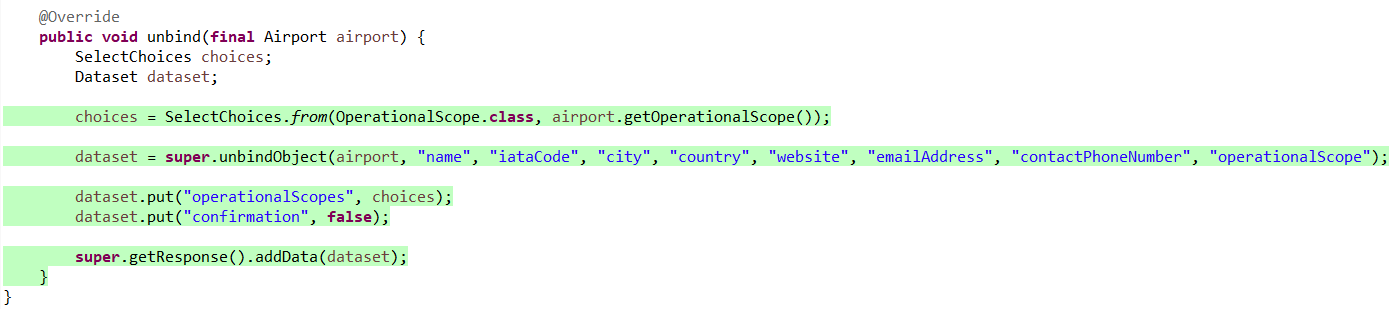 @Override
public void unbind(final Airport airport) {
SelectChoices choices;
Dataset dataset;
choices = SelectChoices.from(OperationalScope.class, airport.getOperationalScope());
dataset = super.unbindObject(airport, "name", "iataCode", "city", "country", "website", "emailAddress", "contactPhoneNumber", "operationalScope");
dataset.put("operationalScopes", choices);
dataset.put("confirmation", false);
super.getResponse().addData(dataset);
}
}